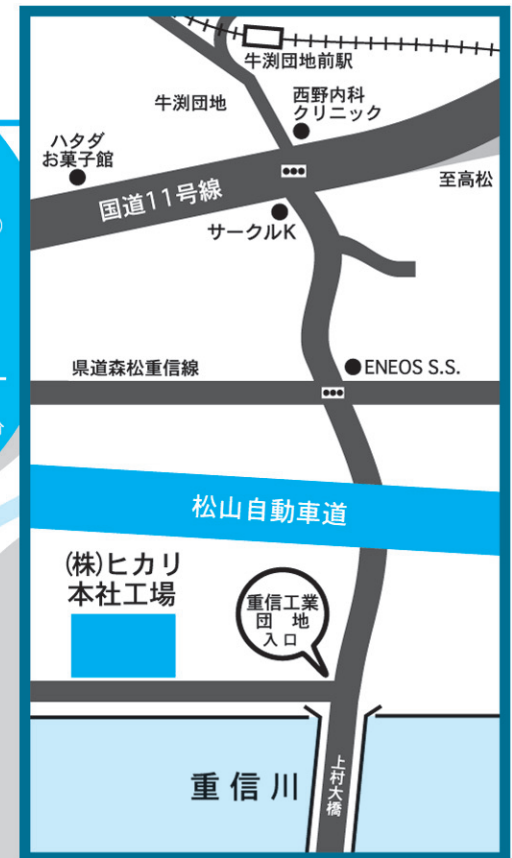 牛渕団地前駅
牛渕団地
西野内科
クリニック
ハタダ
お菓子館
至高松
国道11号線
サークルK
県道森松重信線
ENEOS S.S.
松山自動車道
(株)ヒカリ
本社工場
重信工業
団 地
入口
重信川
上村大橋